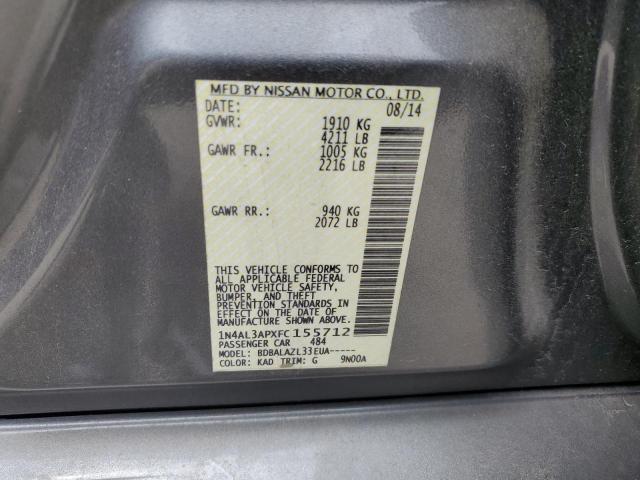 MFD BY NISSAN MOTOR CO., LTD.
DATE: 08/14
GVWR: 1910 KG
4211 LB
GAWR FR.: 1005 KG
2216 LB
GAWR RR.: 940 KG
2072 LB
THIS VEHICLE CONFORMS TO
ALL APPLICABLE FEDERAL
MOTOR VEHICLE SAFETY,
BUMPER, AND THEFT
PREVENTION STANDARDS IN
EFFECT ON THE DATE OF
MANUFACTURE SHOWN ABOVE.
1N4AL3APXFC155712
PASSENGER CAR 484
MODEL: BDBALAZL33EUA-----
COLOR: KAD TRIM: G 9N00A